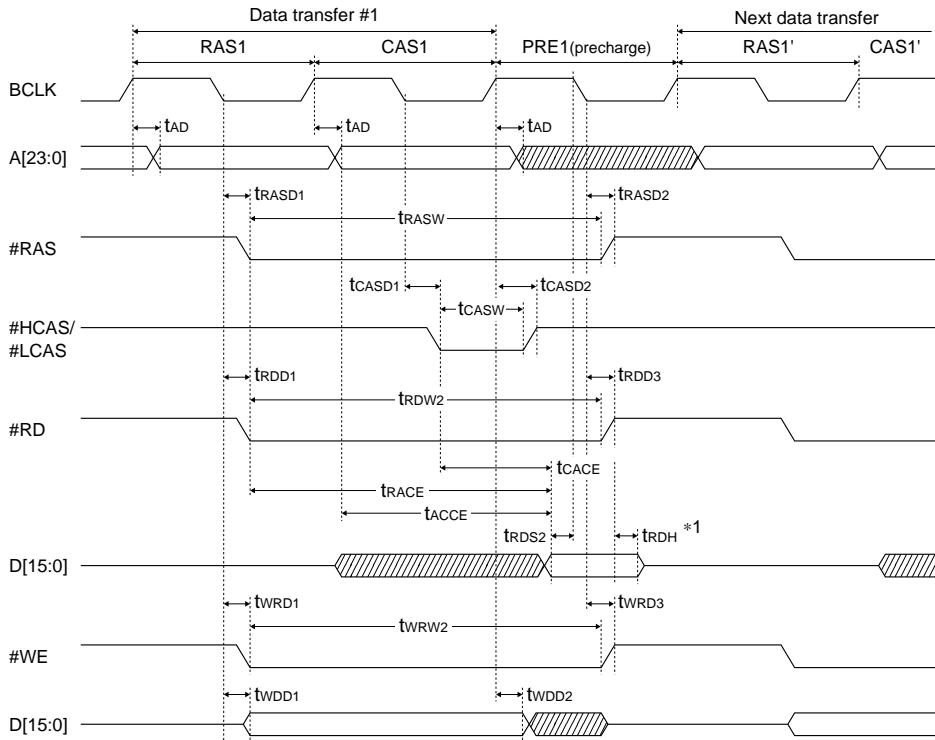 Data transfer #1
Next data transfer
RAS1
CAS1
PRE1(precharge)
RAS1'
CAS1'
BCLK
tAD
tAD
tAD
A[23:0]
tRASD1
tRASD2
tRASW
#RAS
tCASD1
tCASD2
tCASW
#HCAS/
#LCAS
tRDD1
tRDD3
tRDW2
#RD
tCACE
tRACE
tACCE
tRDS2
tRDH *1
D[15:0]
tWRD1
tWRD3
tWRW2
#WE
tWDD1
tWDD2
D[15:0]